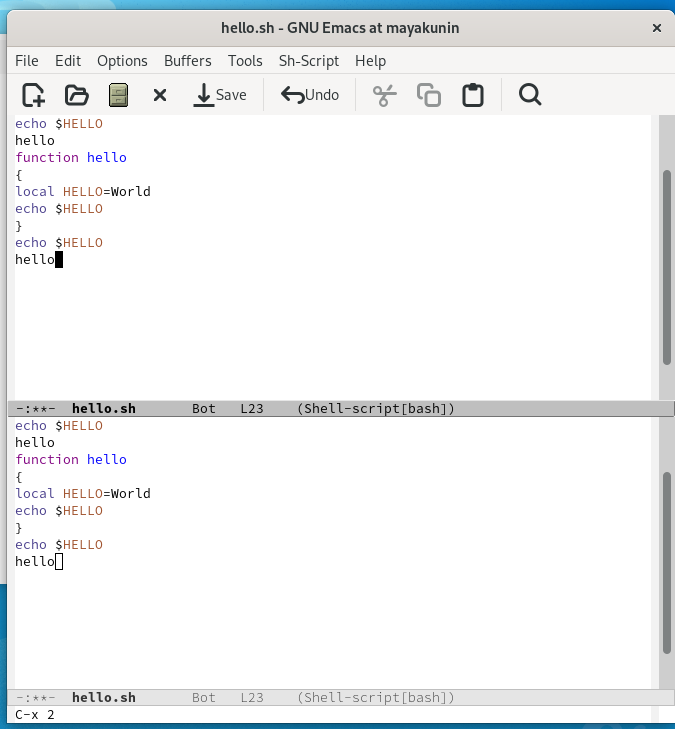 hello.sh - GNU Emacs at mayakunin
File Edit Options Buffers Tools Sh-Script Help
Save Undo
echo $HELLO
hello
function hello
{
local HELLO=World
echo $HELLO
}
echo $HELLO
hello
-:**- hello.sh Bot L23 (Shell-script[bash])
echo $HELLO
hello
function hello
{
local HELLO=World
echo $HELLO
}
echo $HELLO
hello
-:**- hello.sh Bot L23 (Shell-script[bash])
C-x 2